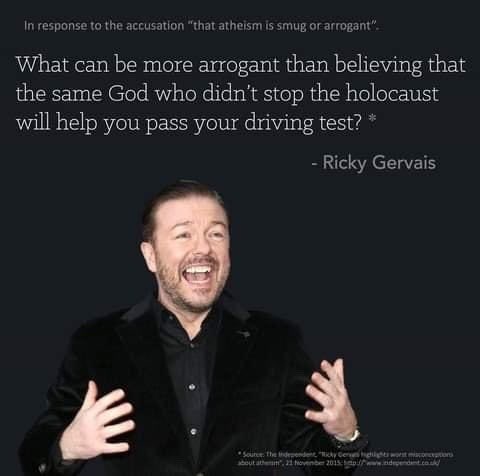 In response to the accusation “that atheism is smug or arrogant”.
What can be more arrogant than believing that
the same God who didn’t stop the holocaust
will help you pass your driving test? *
- Ricky Gervais
* Source: The Independent, "Ricky Gervais highlights worst misconceptions
about atheism", 21 November 2015; http://"www.independent.co.uk/